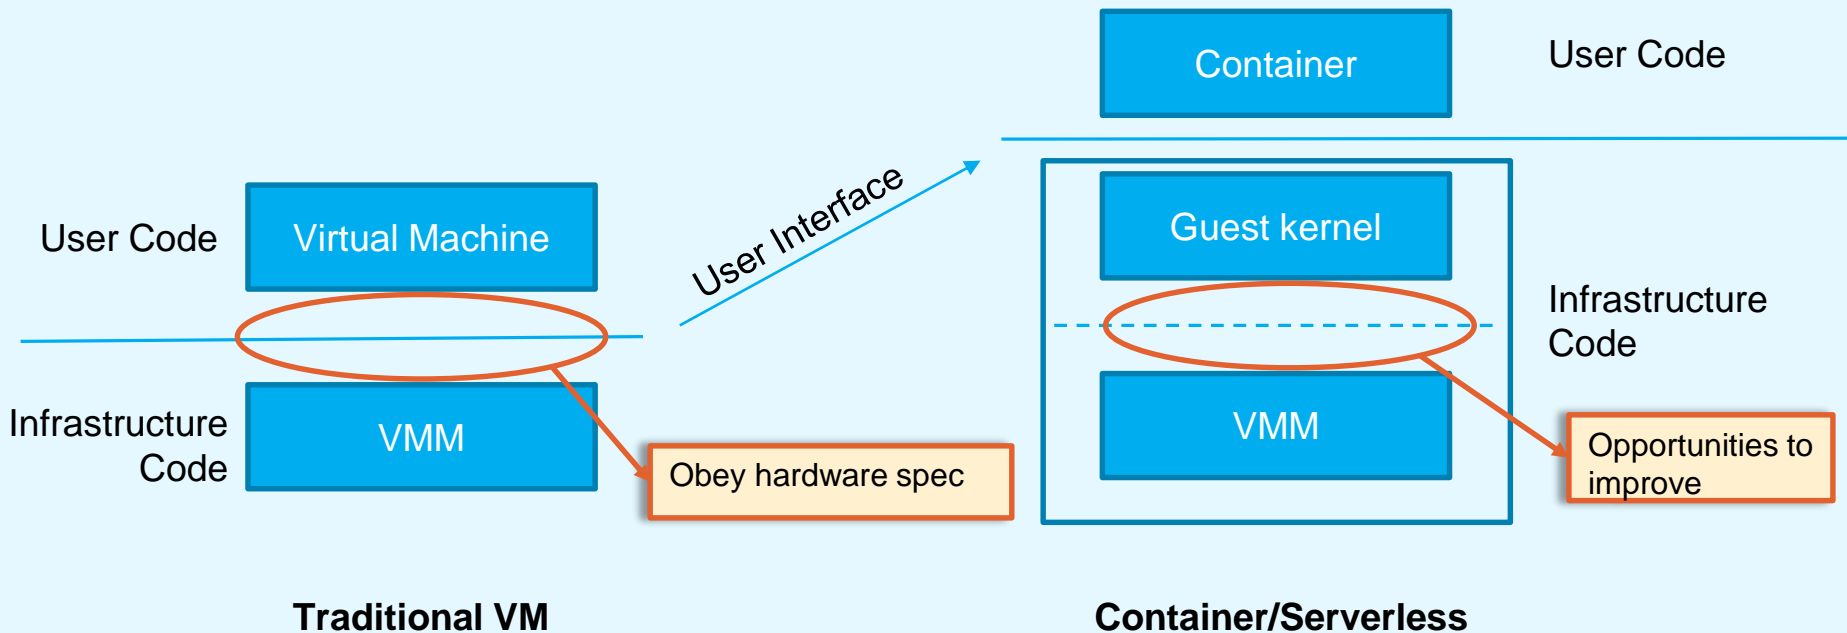 User Code
Virtual Machine
Infrastructure
Code
VMM
Obey hardware spec
Traditional VM
User Interface
Container
User Code
Guest kernel
Infrastructure
Code
VMM
Opportunities to
improve
Container/Serverless